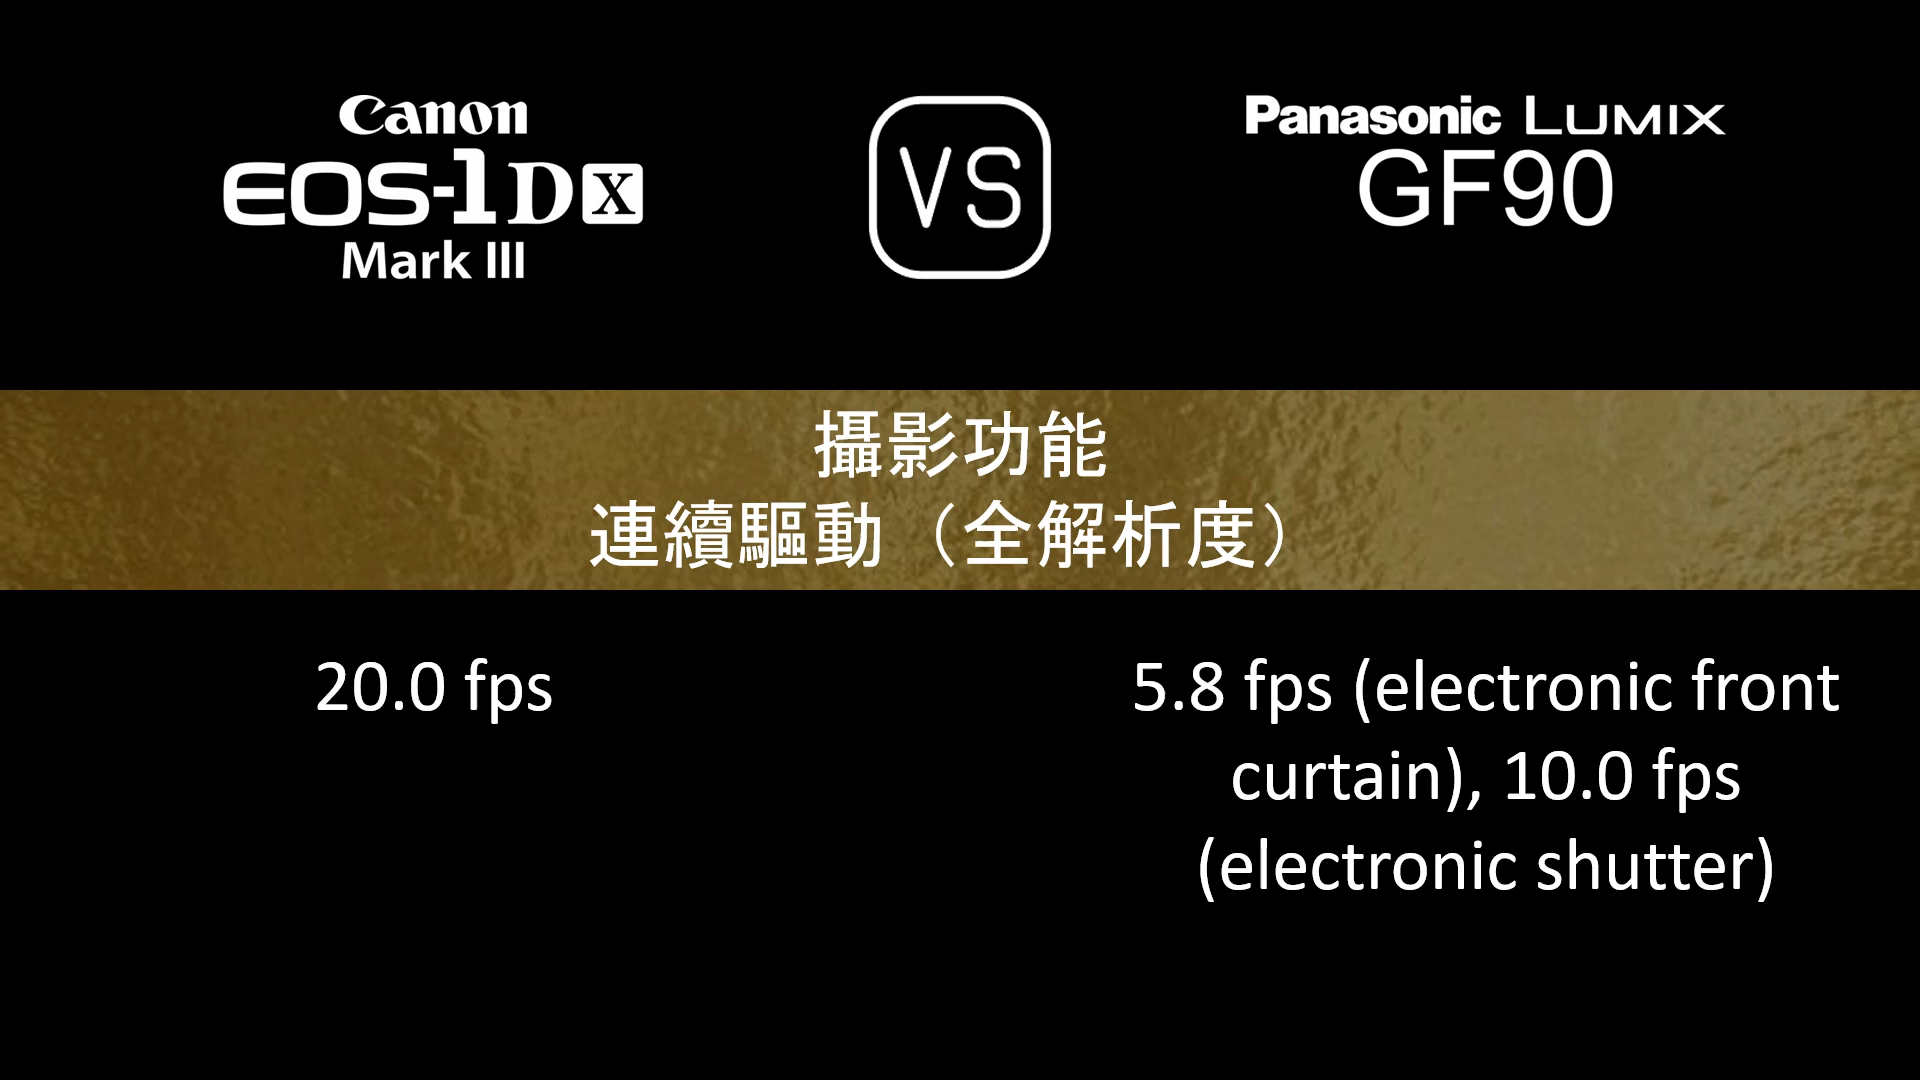 Canon
EOS-1D X
Mark III
VS
Panasonic LUMIX
GF90
攝影功能
連續驅動（全解析度）
20.0 fps
5.8 fps (electronic front
curtain), 10.0 fps
(electronic shutter)